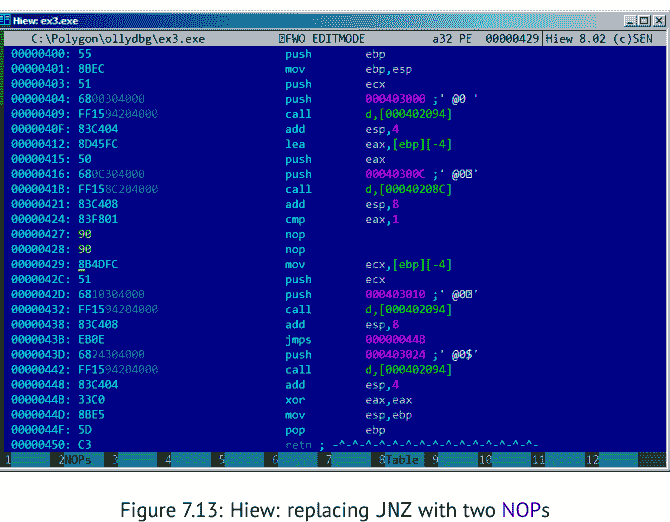 Hiew: ex3.exe
C:\Polygon\ollydbg\ex3.exe FWO EDITMODE a32 PE 00000429 Hiew 8.02 (c)SEN
00000400: 55 push ebp
00000401: 8BEC mov ebp,esp
00000403: 51 push ecx
00000404: 6800304000 push 000403000 ;' @0 '
00000409: FF1594204000 call d,[000402094]
0000040F: 83C404 add esp,4
00000412: 8D45FC lea eax,[ebp][-4]
00000415: 50 push eax
00000416: 680C304000 push 00040300C ;' @0'
0000041B: FF158C204000 call d,[00040208C]
00000421: 83C408 add esp,8
00000424: 83F801 cmp eax,1
00000427: 90 nop
00000428: 90 nop
00000429: 8B4DFC mov ecx,[ebp][-4]
0000042C: 51 push ecx
0000042D: 6810304000 push 000403010 ;' @0'
00000432: FF1594204000 call d,[000402094]
00000438: 83C408 add esp,8
0000043B: EB0E jmps 00000044B
0000043D: 6824304000 push 000403024 ;' @0$'
00000442: FF1594204000 call d,[000402094]
00000448: 83C404 add esp,4
0000044B: 33C0 xor eax,eax
0000044D: 8BE5 mov esp,ebp
0000044F: 5D pop ebp
00000450: C3 retn ; -^-^-^-^-^-^-^-^-^-^-^-^-^-^-^-
1 2NOPs 3 4 5 6 7 8Table 9 10 11 12
Figure 7.13: Hiew: replacing JNZ with two NOPs